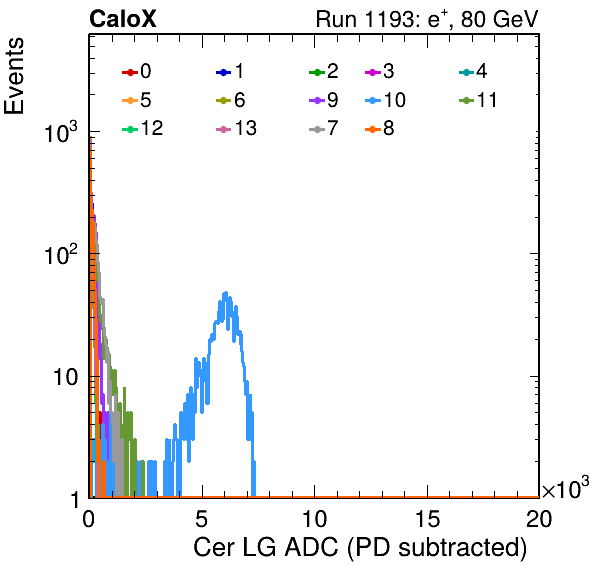 CaloX Run 1193: e⁺, 80 GeV
Events
0 1 2 3 4
5 6 9 10 11
12 13 7 8
10³
10²
10
1
0 5 10 15 20
×10³
Cer LG ADC (PD subtracted)